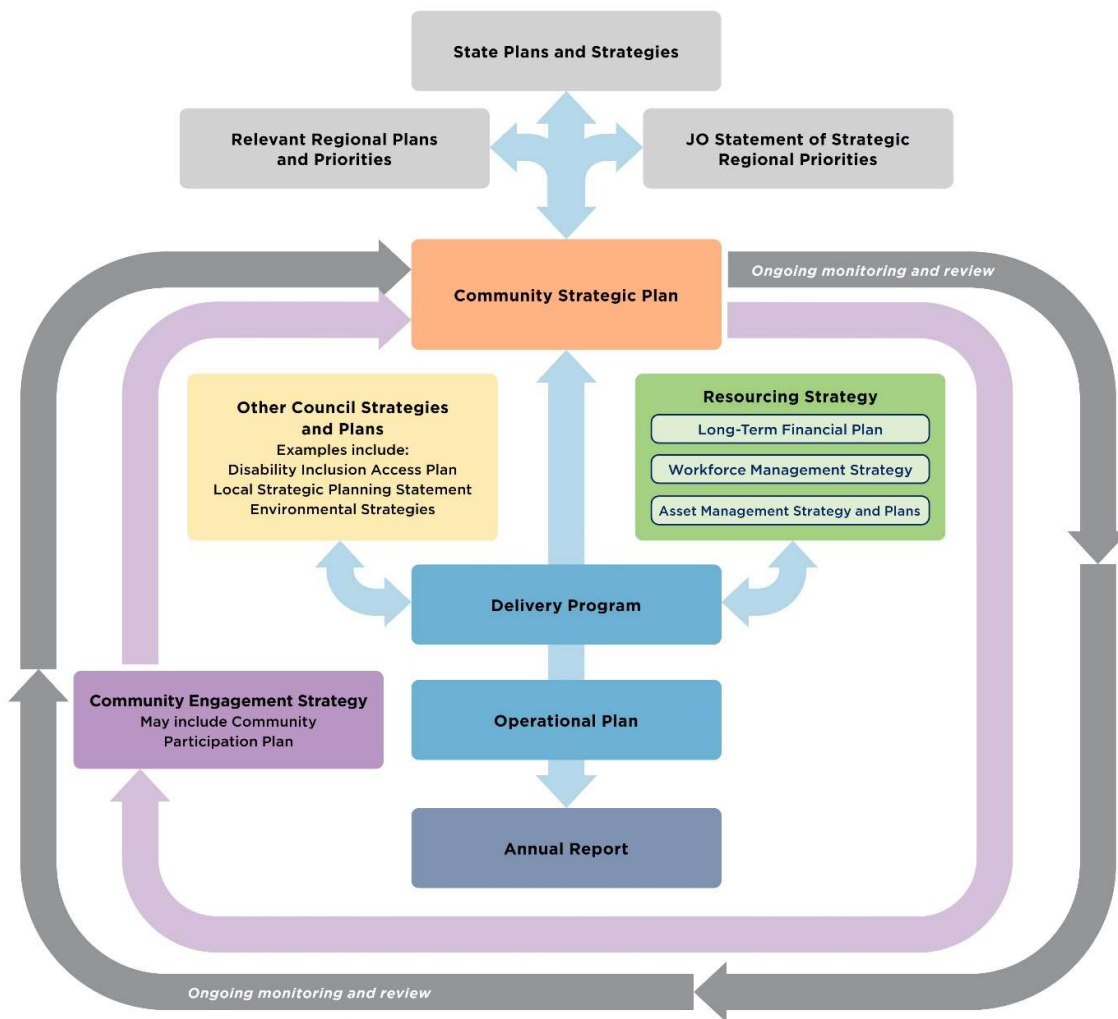 State Plans and Strategies
Relevant Regional Plans
and Priorities
JO Statement of Strategic
Regional Priorities
Community Strategic Plan
Ongoing monitoring and review
Other Council Strategies
and Plans
Examples include:
Disability Inclusion Access Plan
Local Strategic Planning Statement
Environmental Strategies
Resourcing Strategy
Long-Term Financial Plan
Workforce Management Strategy
Asset Management Strategy and Plans
Delivery Program
Community Engagement Strategy
May include Community
Participation Plan
Operational Plan
Annual Report
Ongoing monitoring and review